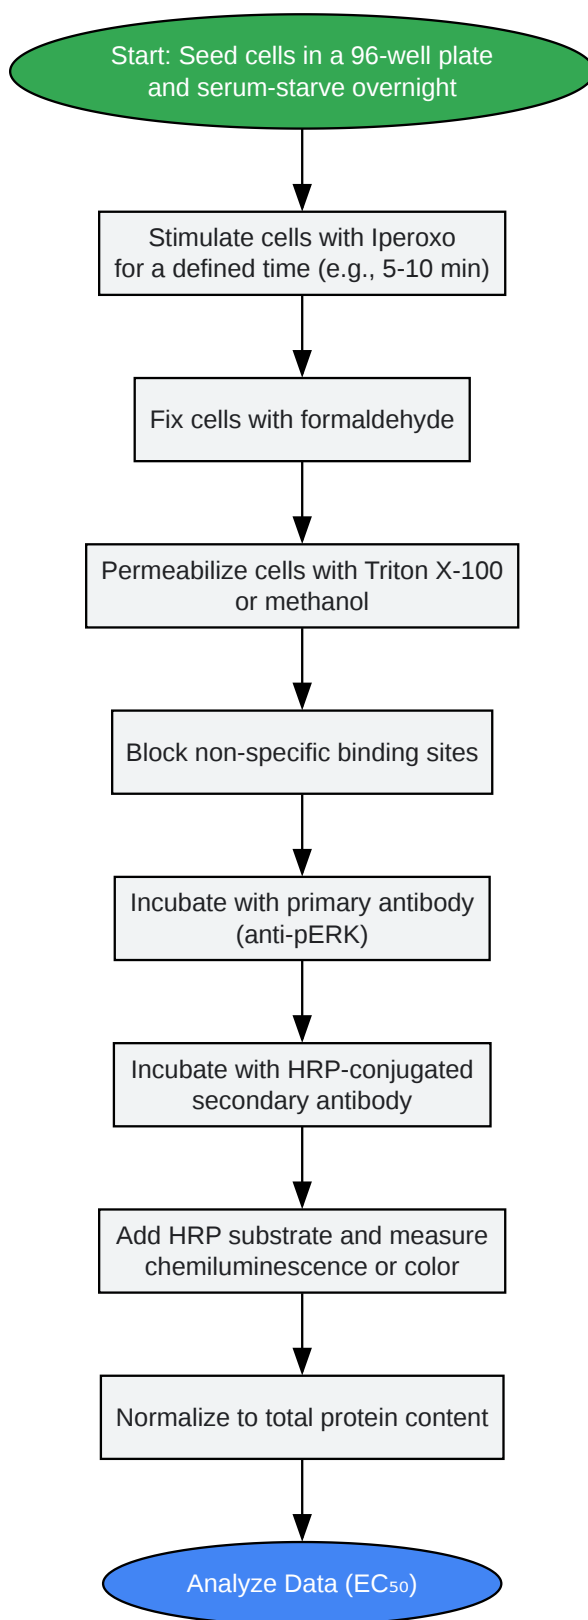 Start: Seed cells in a 96-well plate
and serum-starve overnight
Stimulate cells with Iperoxo
for a defined time (e.g., 5-10 min)
Fix cells with formaldehyde
Permeabilize cells with Triton X-100
or methanol
Block non-specific binding sites
Incubate with primary antibody
(anti-pERK)
Incubate with HRP-conjugated
secondary antibody
Add HRP substrate and measure
chemiluminescence or color
Normalize to total protein content
Analyze Data (EC₅₀)